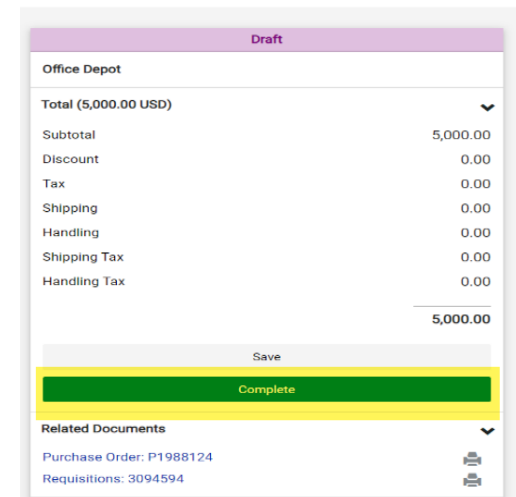 Draft
Office Depot
Total (5,000.00 USD)
Subtotal 5,000.00
Discount 0.00
Tax 0.00
Shipping 0.00
Handling 0.00
Shipping Tax 0.00
Handling Tax 0.00
5,000.00
Save
Complete
Related Documents
Purchase Order: P1988124
Requisitions: 3094594